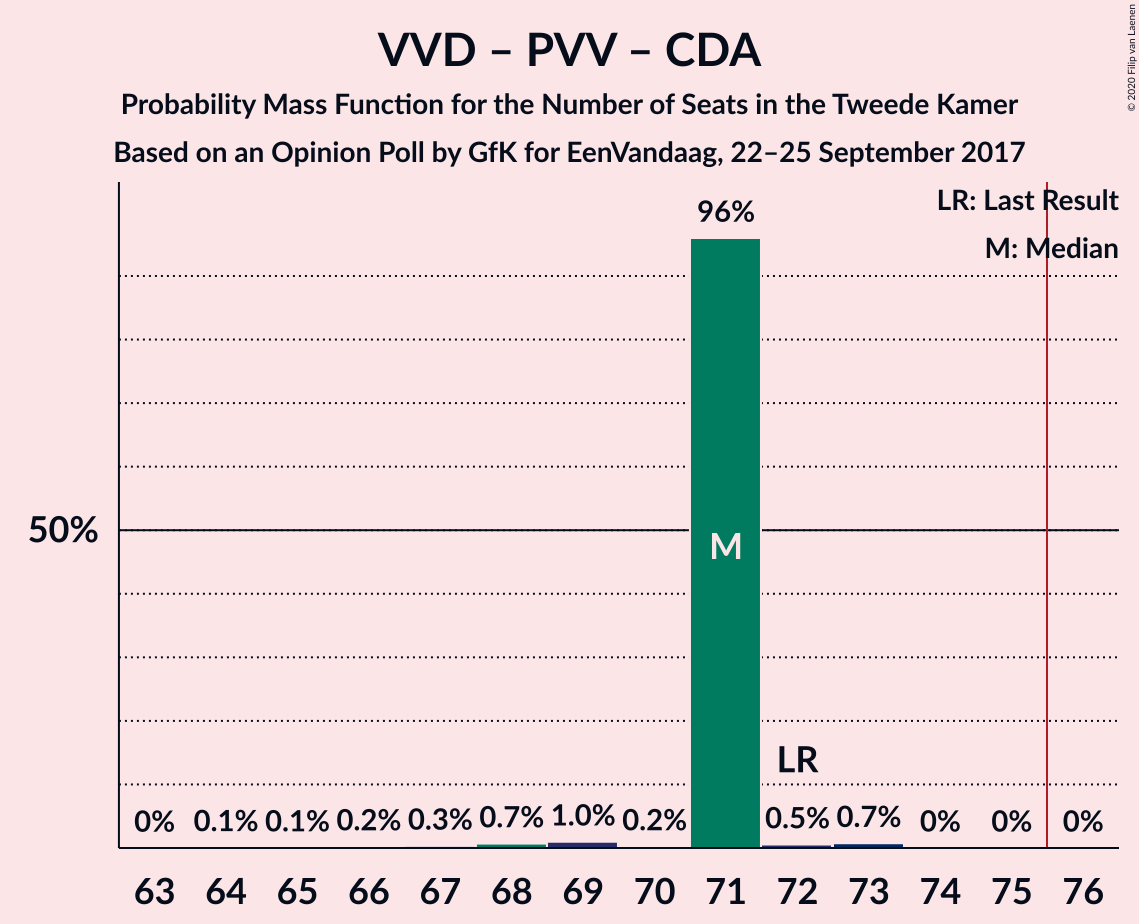 VVD – PVV – CDA
Probability Mass Function for the Number of Seats in the Tweede Kamer
Based on an Opinion Poll by GfK for EenVandaag, 22–25 September 2017
© 2020 Filip van Laenen
LR: Last Result
M: Median
96%
50%
M
LR
0% 0.1% 0.1% 0.2% 0.3% 0.7% 1.0% 0.2% 0.5% 0.7% 0% 0% 0%
63 64 65 66 67 68 69 70 71 72 73 74 75 76